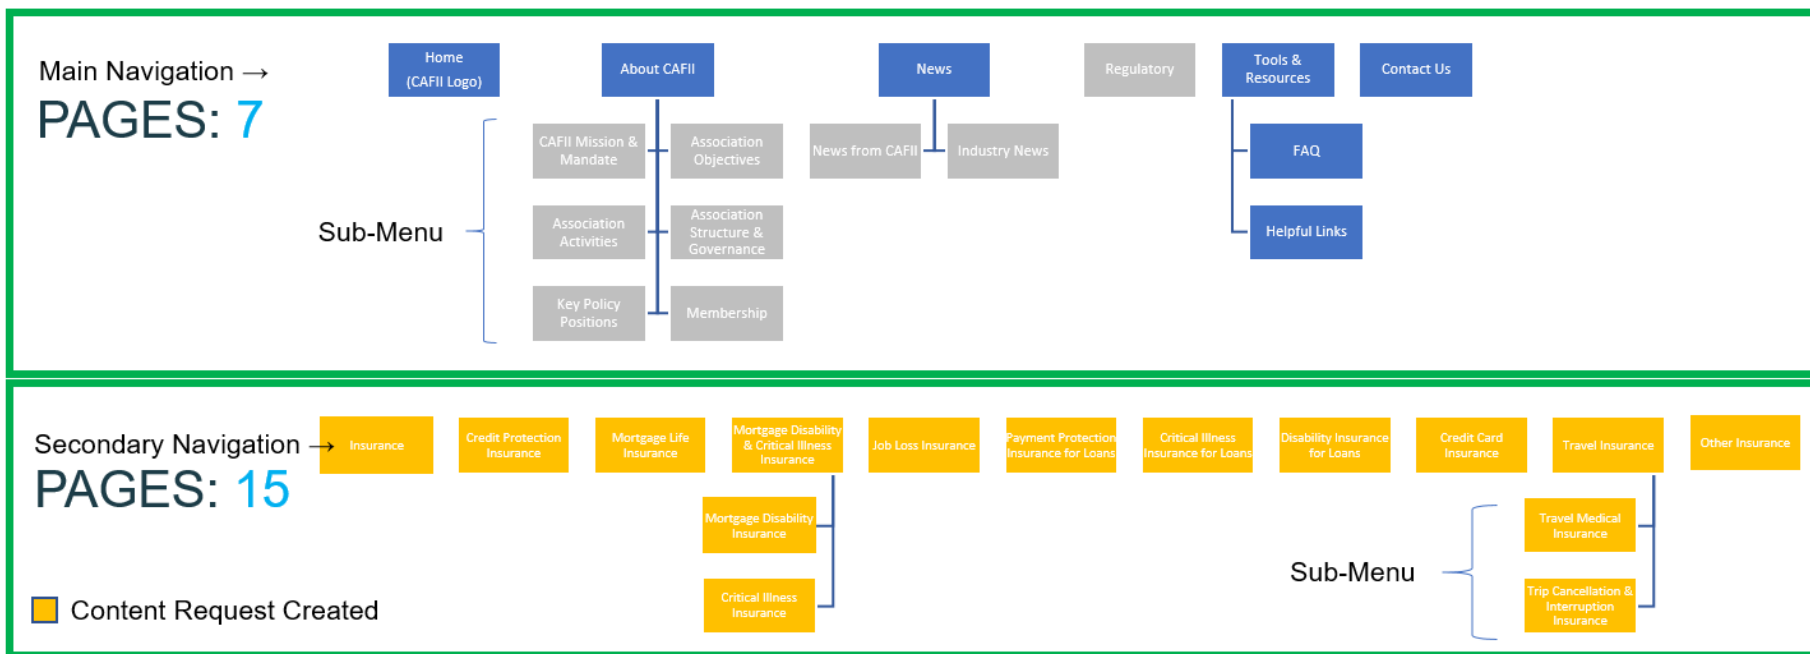 Main Navigation →
PAGES: 7
Home
(CAFII Logo)
About CAFII
News
Regulatory
Tools &
Resources
Contact Us
Sub-Menu
CAFII Mission &
Mandate
Association
Objectives
Association
Activities
Association
Structure &
Governance
Key Policy
Positions
Membership
News from CAFII
Industry News
FAQ
Helpful Links
Secondary Navigation →
PAGES: 15
Insurance
Credit Protection
Insurance
Mortgage Life
Insurance
Mortgage Disability
& Critical Illness
Insurance
Job Loss Insurance
Payment Protection
Insurance for Loans
Critical Illness
Insurance for Loans
Disability Insurance
for Loans
Credit Card
Insurance
Travel Insurance
Other Insurance
Mortgage Disability
Insurance
Critical Illness
Insurance
Sub-Menu
Travel Medical
Insurance
Trip Cancellation &
Interruption
Insurance
Content Request Created